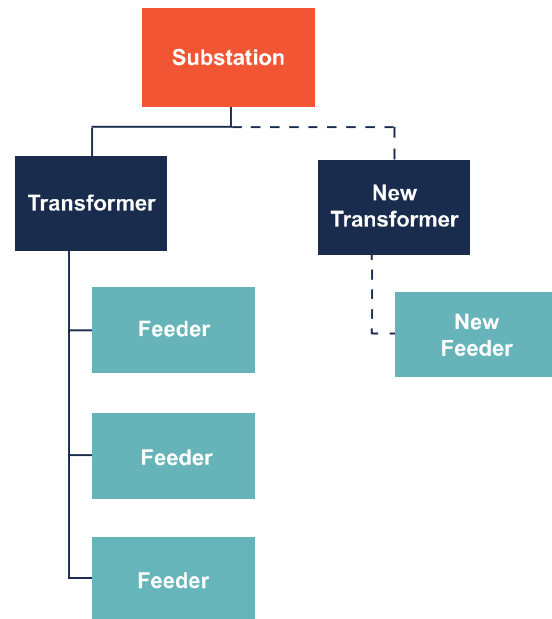 Substation
Transformer
New
Transformer
Feeder
New
Feeder
Feeder
Feeder